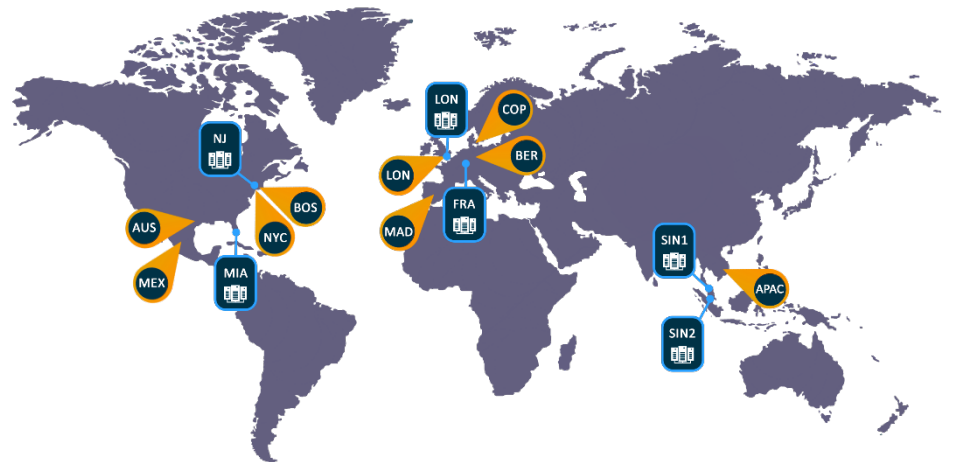 LON
COP
NJ
BER
LON
BOS
FRA
AUS
MAD
NYC
SIN1
MIA
MEX
APAC
SIN2